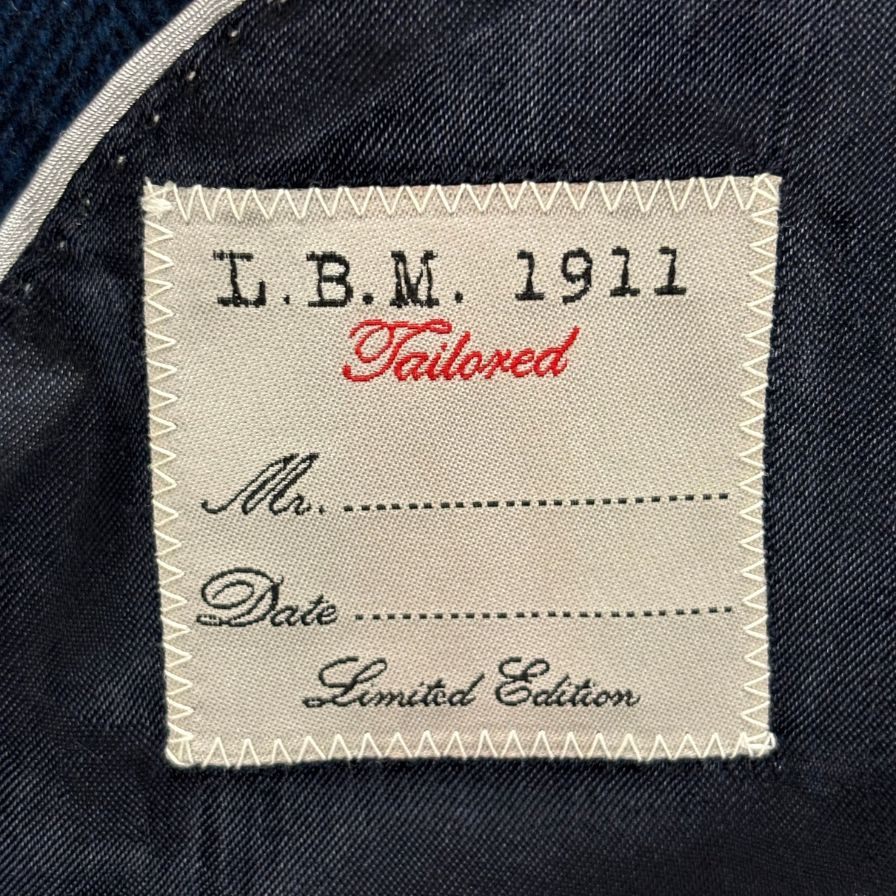 L.B.M. 1911
Tailored
Mr. ................................
Date ................................
Limited Edition